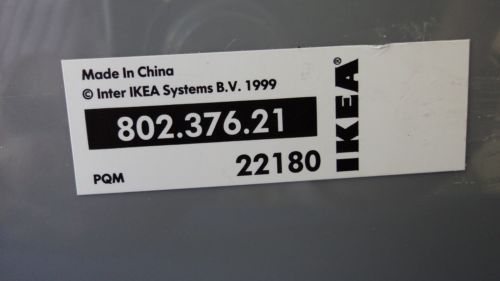 Made In China
© Inter IKEA Systems B.V. 1999
802.376.21
22180
PQM
IKEA®